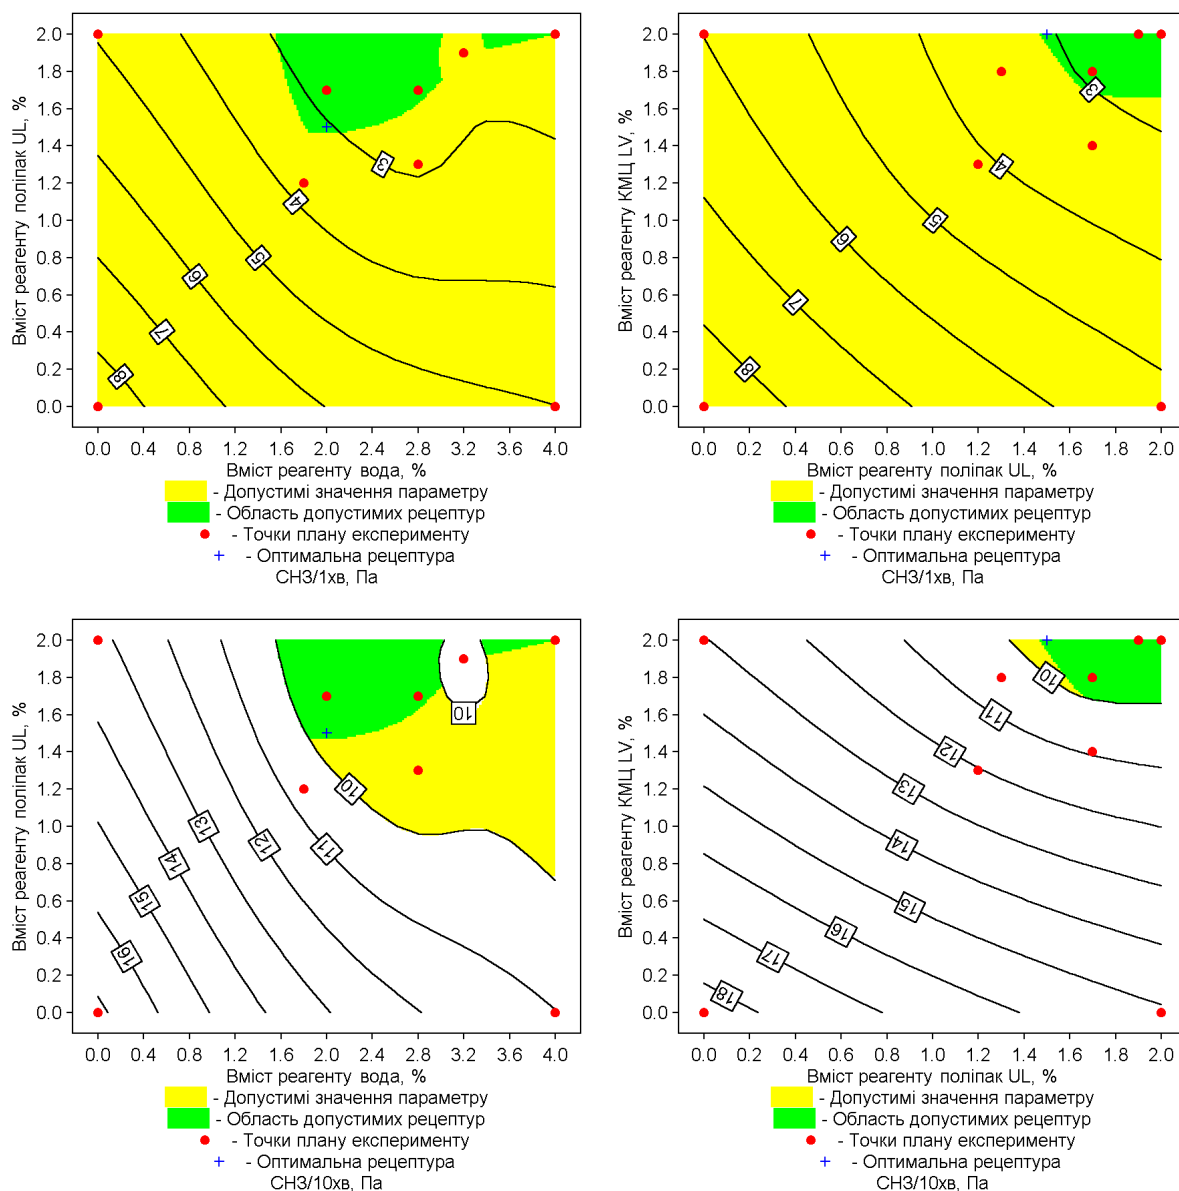 2.0
1.8
1.6
1.4
1.2
1.0
0.8
0.6
0.4
0.2
0.0
Вміст реагенту поліпак UL, %
3
4
5
6
7
8
0.0 0.4 0.8 1.2 1.6 2.0 2.4 2.8 3.2 3.6 4.0
Вміст реагенту вода, %
- Допустимі значення параметру
- Область допустимих рецептур
- Точки плану експерименту
- Оптимальна рецептура
СНЗ/1хв, Па
2.0
1.8
1.6
1.4
1.2
1.0
0.8
0.6
0.4
0.2
0.0
Вміст реагенту КМЦ LV, %
3
4
5
6
7
8
0.0 0.2 0.4 0.6 0.8 1.0 1.2 1.4 1.6 1.8 2.0
Вміст реагенту поліпак UL, %
- Допустимі значення параметру
- Область допустимих рецептур
- Точки плану експерименту
- Оптимальна рецептура
СНЗ/1хв, Па
2.0
1.8
1.6
1.4
1.2
1.0
0.8
0.6
0.4
0.2
0.0
Вміст реагенту поліпак UL, %
10
10
11
12
13
14
15
16
0.0 0.4 0.8 1.2 1.6 2.0 2.4 2.8 3.2 3.6 4.0
Вміст реагенту вода, %
- Допустимі значення параметру
- Область допустимих рецептур
- Точки плану експерименту
- Оптимальна рецептура
СНЗ/10хв, Па
2.0
1.8
1.6
1.4
1.2
1.0
0.8
0.6
0.4
0.2
0.0
Вміст реагенту КМЦ LV, %
10
11
12
13
14
15
16
17
18
0.0 0.2 0.4 0.6 0.8 1.0 1.2 1.4 1.6 1.8 2.0
Вміст реагенту поліпак UL, %
- Допустимі значення параметру
- Область допустимих рецептур
- Точки плану експерименту
- Оптимальна рецептура
СНЗ/10хв, Па